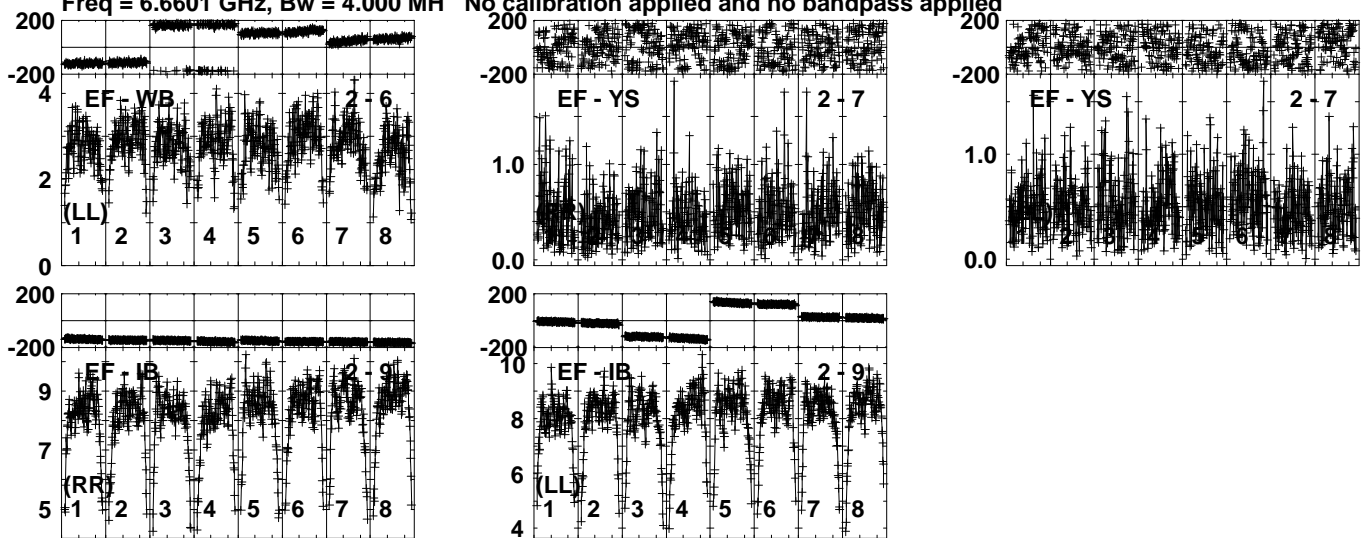 Freq = 6.6601 GHz, Bw = 4.000 MH No calibration applied and no bandpass applied
200
-200
EF - WB 2 - 6
4
2
0
(LL)
1 2 3 4 5 6 7 8
EF - YS 2 - 7
1.0
0.0
EF - YS 2 - 7
200
-200
1.0
0.0
200
-200
EF - IB 2 - 9
9
7
5
(RR)
1 2 3 4 5 6 7 8
200
-200
EF - IB 2 - 9
10
8
6
4
(LL)
1 2 3 4 5 6 7 8